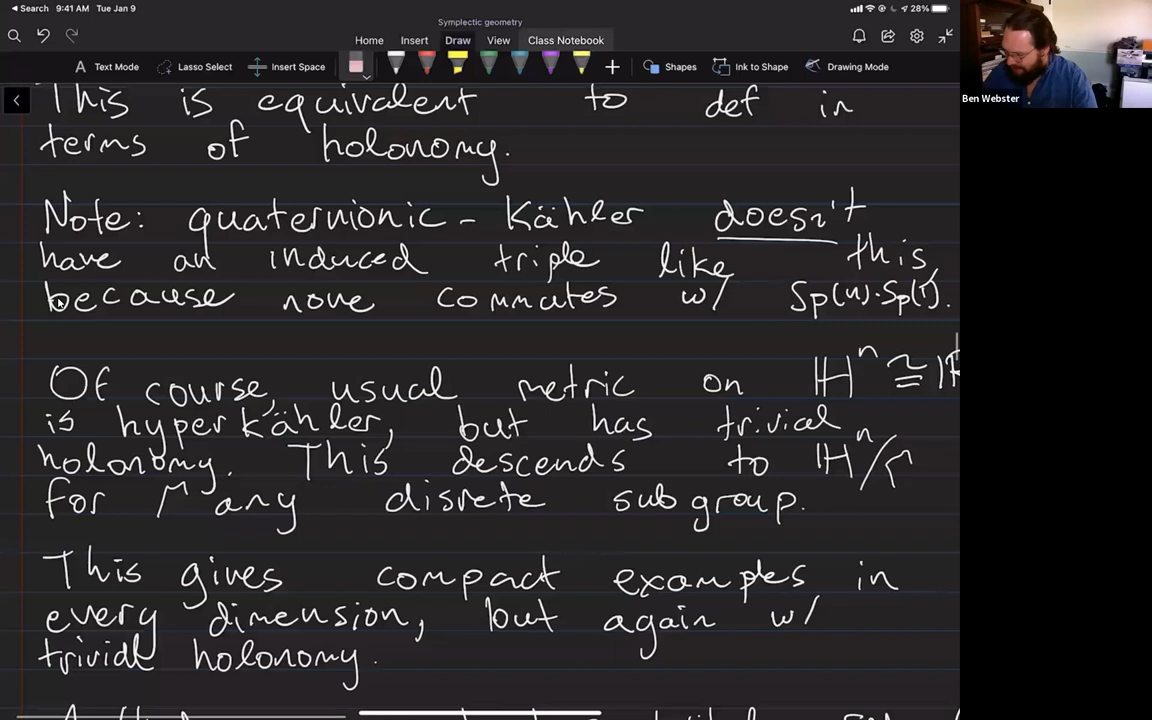 Search 9:41 AM Tue Jan 9
Symplectic geometry
28%
Home Insert Draw View Class Notebook
Text Mode Lasso Select Insert Space Shapes Ink to Shape Drawing Mode
Ben Webster
This is equivalent to def in
terms of holonomy.
Note: quaternionic - Kähler doesn't
have an induced triple like this,
because none commutes w/ Sp(n)·Sp(1).
Of course, usual metric on ℍⁿ ≅
is hyperkähler, but has trivial
holonomy. This descends to ℍⁿ/Γ
for Γ any disrete subgroup.
This gives compact examples in
every dimension, but again w/
trivial holonomy.